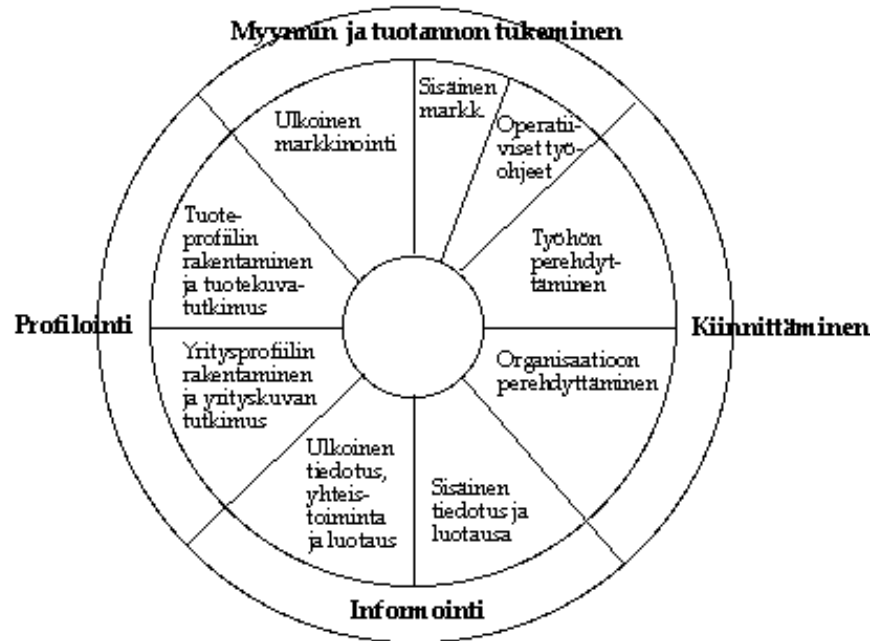 Myynnin ja tuotannon tukeminen
Sisäinen
markk.
Ulkoinen
markkinointi
Operatii-
viset työ-
ohjeet
Tuote-
profiilin
rakentaminen
ja tuotekuva-
tutkimus
Työhön
perehdyt-
täminen
Profilointi
Kiinnittäminen
Yritysprofiilin
rakentaminen
ja yrityskuvan
tutkimus
Organisaatioon
perehdyttäminen
Ulkoinen
tiedotus,
yhteis-
toiminta
ja luotaus
Sisäinen
tiedotus ja
luotausa
Informointi